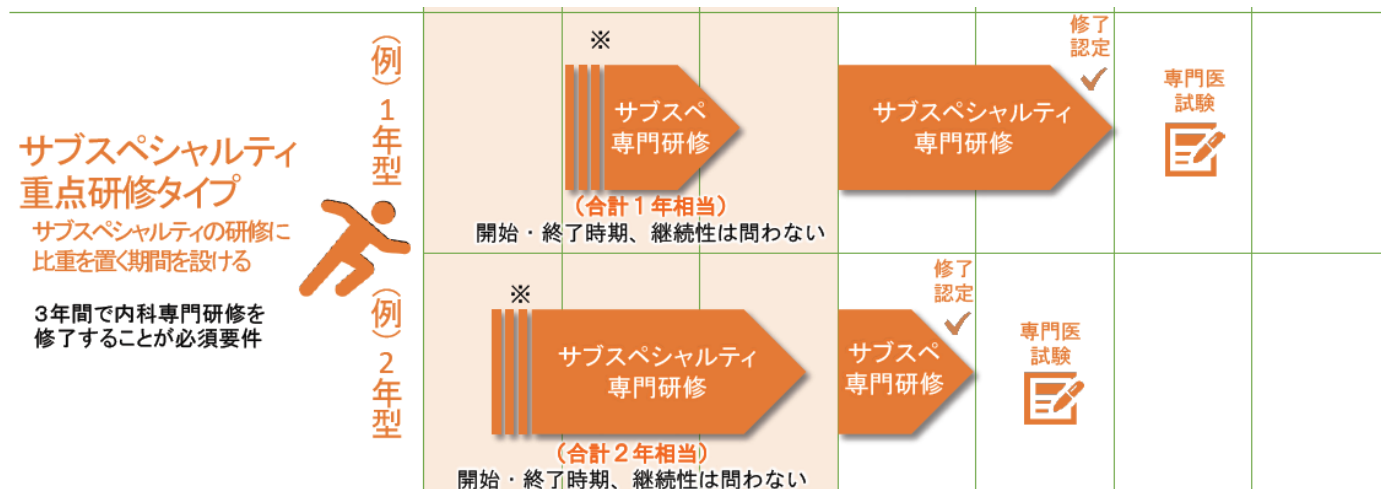 サブスペシャルティ
重点研修タイプ
サブスペシャルティの研修に
比重を置く期間を設ける
3年間で内科専門研修を
修了することが必須要件
(例)1年型
※
サブスペ
専門研修
(合計1年相当)
開始・終了時期、継続性は問わない
サブスペシャルティ
専門研修
修了
認定
専門医
試験
(例)2年型
※
サブスペシャルティ
専門研修
(合計2年相当)
開始・終了時期、継続性は問わない
サブスペ
専門研修
修了
認定
専門医
試験